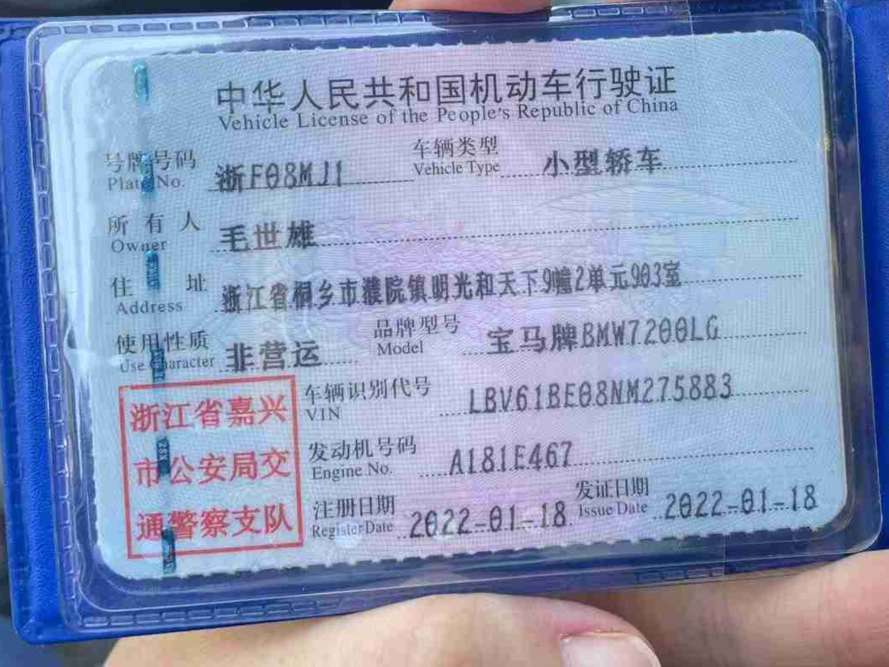 中华人民共和国机动车行驶证
Vehicle License of the People's Republic of China
号牌号码 浙F08MJ1 车辆类型 小型轿车
Plate No. Vehicle Type
所有人 毛世雄
Owner
住址 浙江省桐乡市濮院镇明光和天下9幢2单元903室
Address
使用性质 非营运 品牌型号 宝马牌BMW7200LG
Use Character Model
浙江省嘉兴
市公安局交
通警察支队
车辆识别代号 LBV61BE08NM275883
VIN
发动机号码 A181E467
Engine No.
注册日期 2022-01-18 发证日期 2022-01-18
Register Date Issue Date